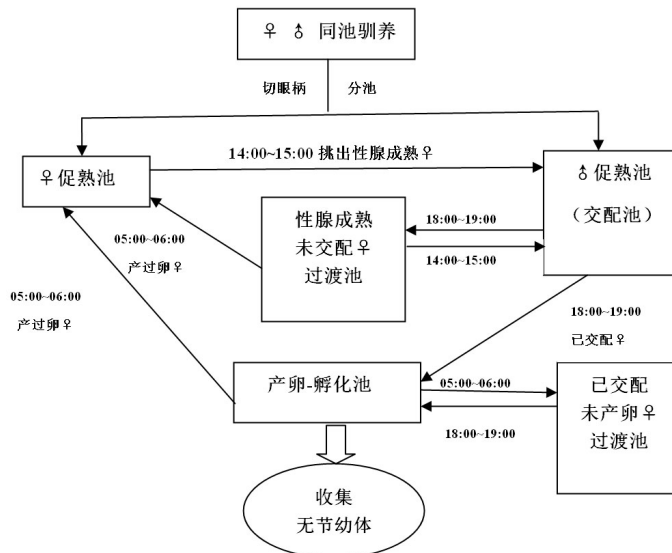 ♀ ♂ 同池驯养
切眼柄
分池
♀促熟池
14:00~15:00 挑出性腺成熟♀
♂促熟池
（交配池）
性腺成熟
未交配♀
过渡池
18:00~19:00
14:00~15:00
05:00~06:00
产过卵♀
05:00~06:00
产过卵♀
18:00~19:00
已交配♀
产卵-孵化池
05:00~06:00
18:00~19:00
已交配
未产卵♀
过渡池
收集
无节幼体